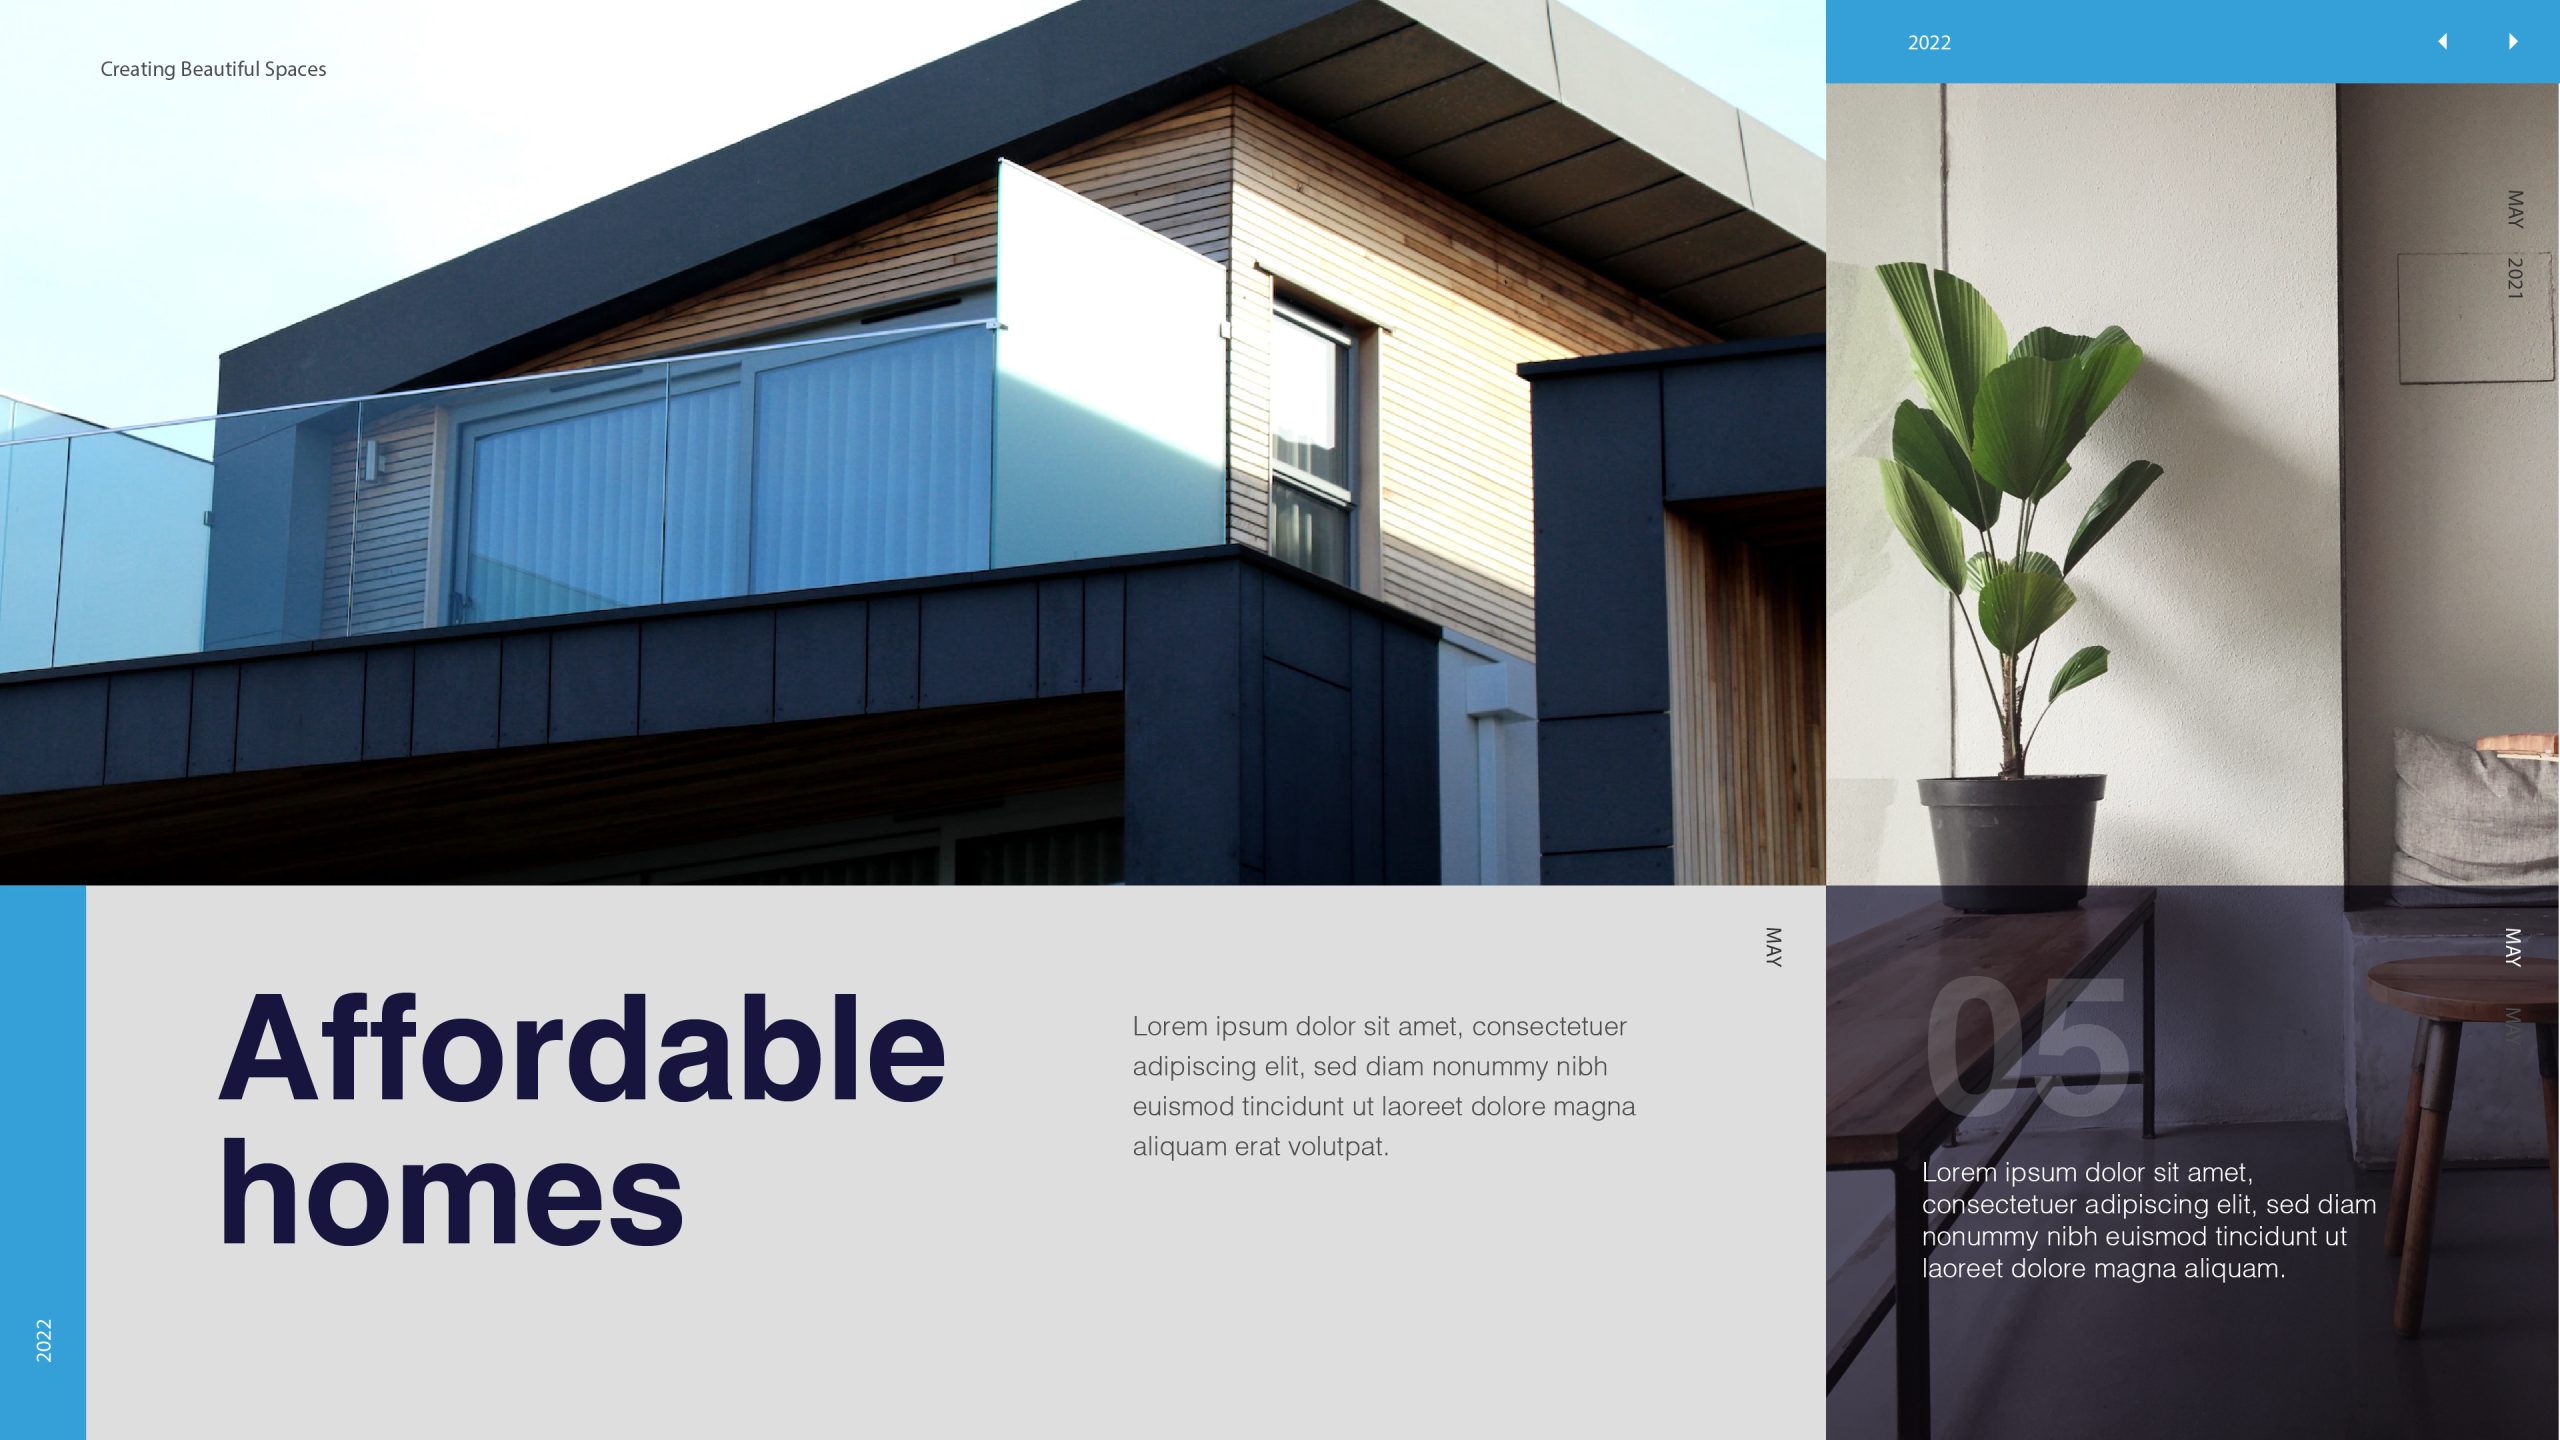 Creating Beautiful Spaces
2022
MAY 2021
Affordable
homes
Lorem ipsum dolor sit amet, consectetuer
adipiscing elit, sed diam nonummy nibh
euismod tincidunt ut laoreet dolore magna
aliquam erat volutpat.
MAY
2022
MAY
MAY
05
Lorem ipsum dolor sit amet,
consectetuer adipiscing elit, sed diam
nonummy nibh euismod tincidunt ut
laoreet dolore magna aliquam.